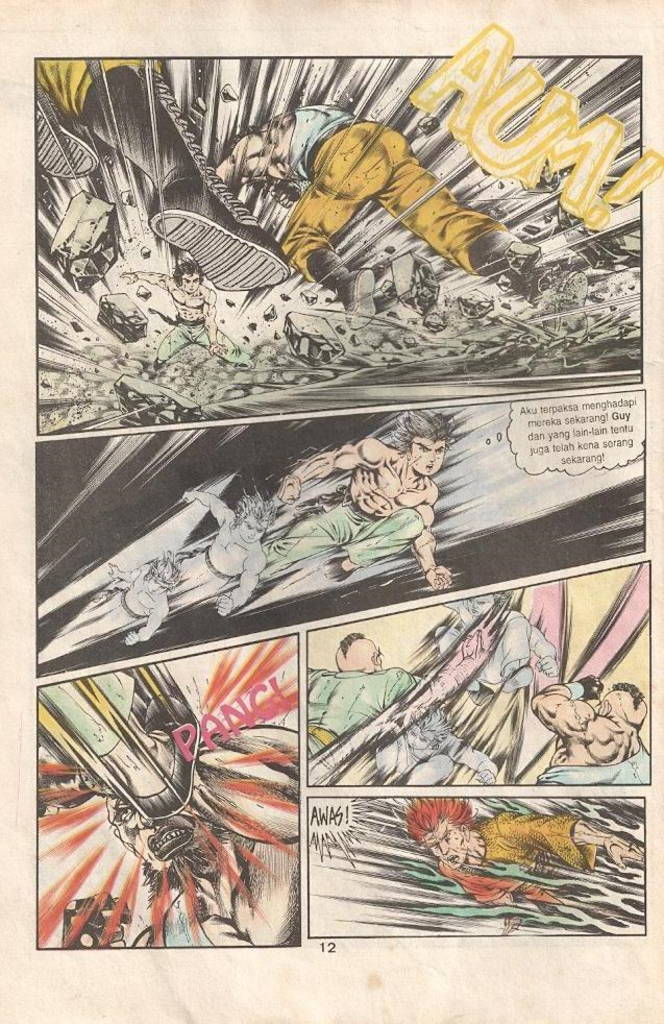 AUM!
Aku terpaksa menghadapi
mereka sekarang! Guy
dan yang lain-lain tentu
juga telah kena serang
sekarang!
PANG!
AWAS!
12